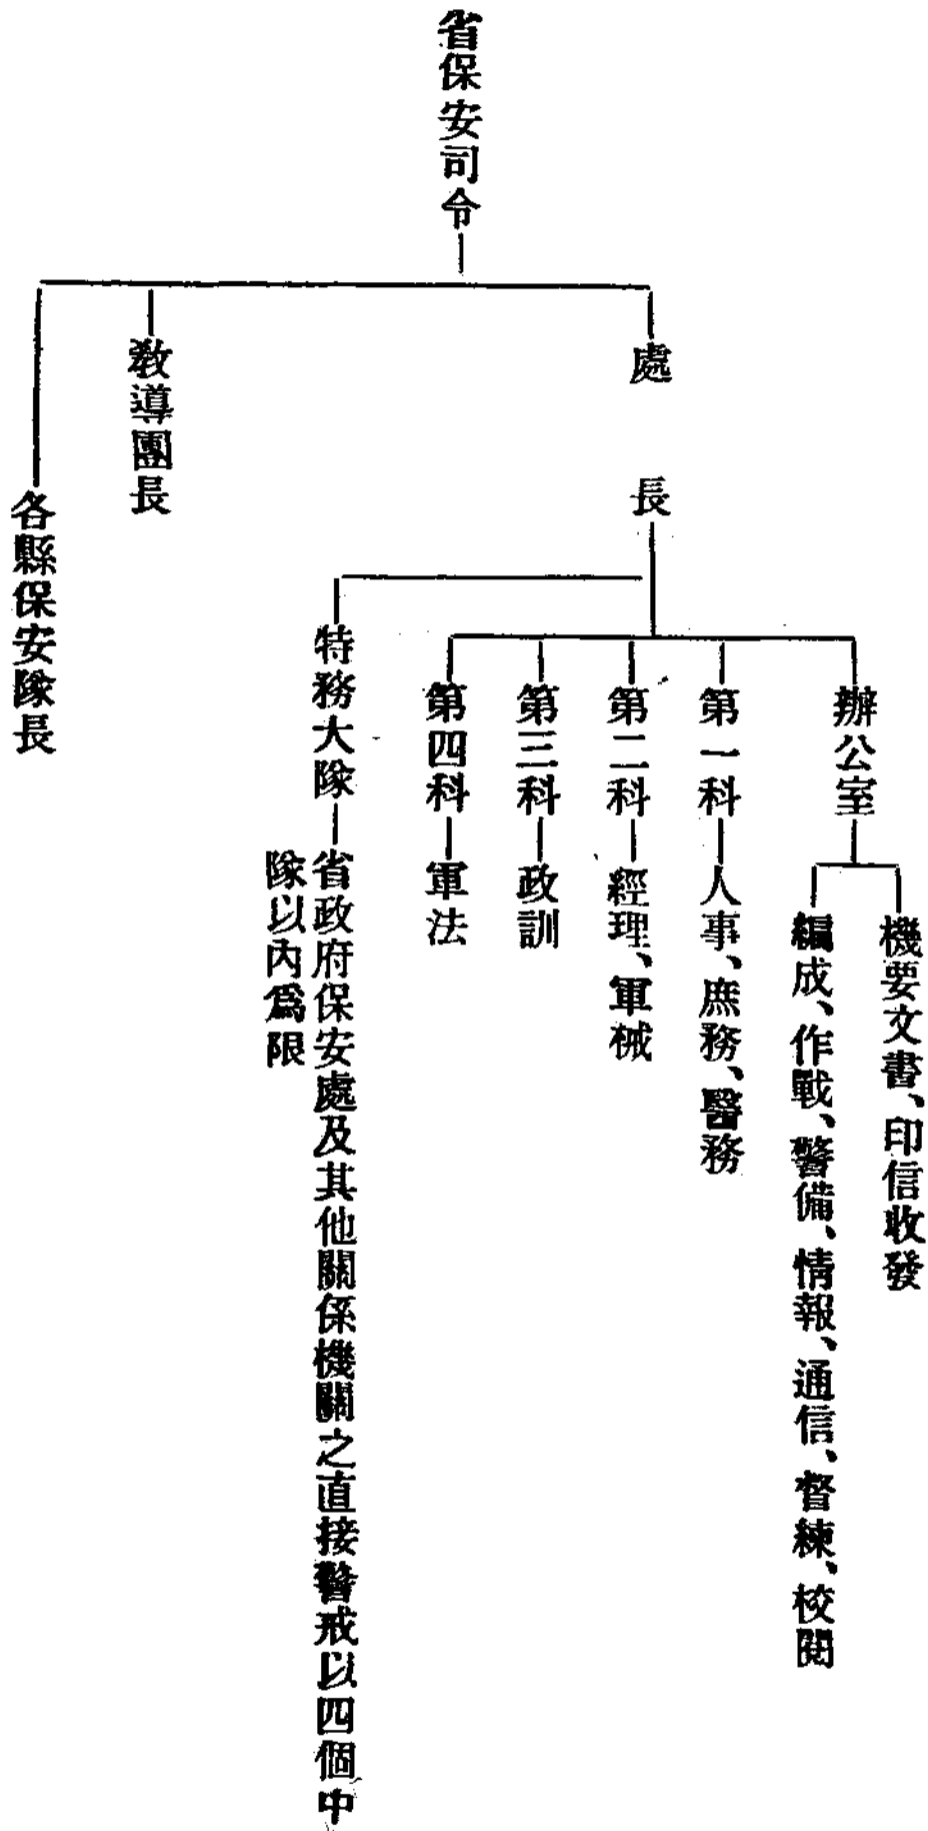 省保安司令
處長
辦公室
機要文書、印信收發
編成、作戰、警備、情報、通信、督練、校閱
第一科
人事、庶務、醫務
第二科
經理、軍械
第三科
政訓
第四科
軍法
特務大隊
省政府保安處及其他關係機關之直接警戒以四個中
隊以內爲限
教導團長
各縣保安隊長